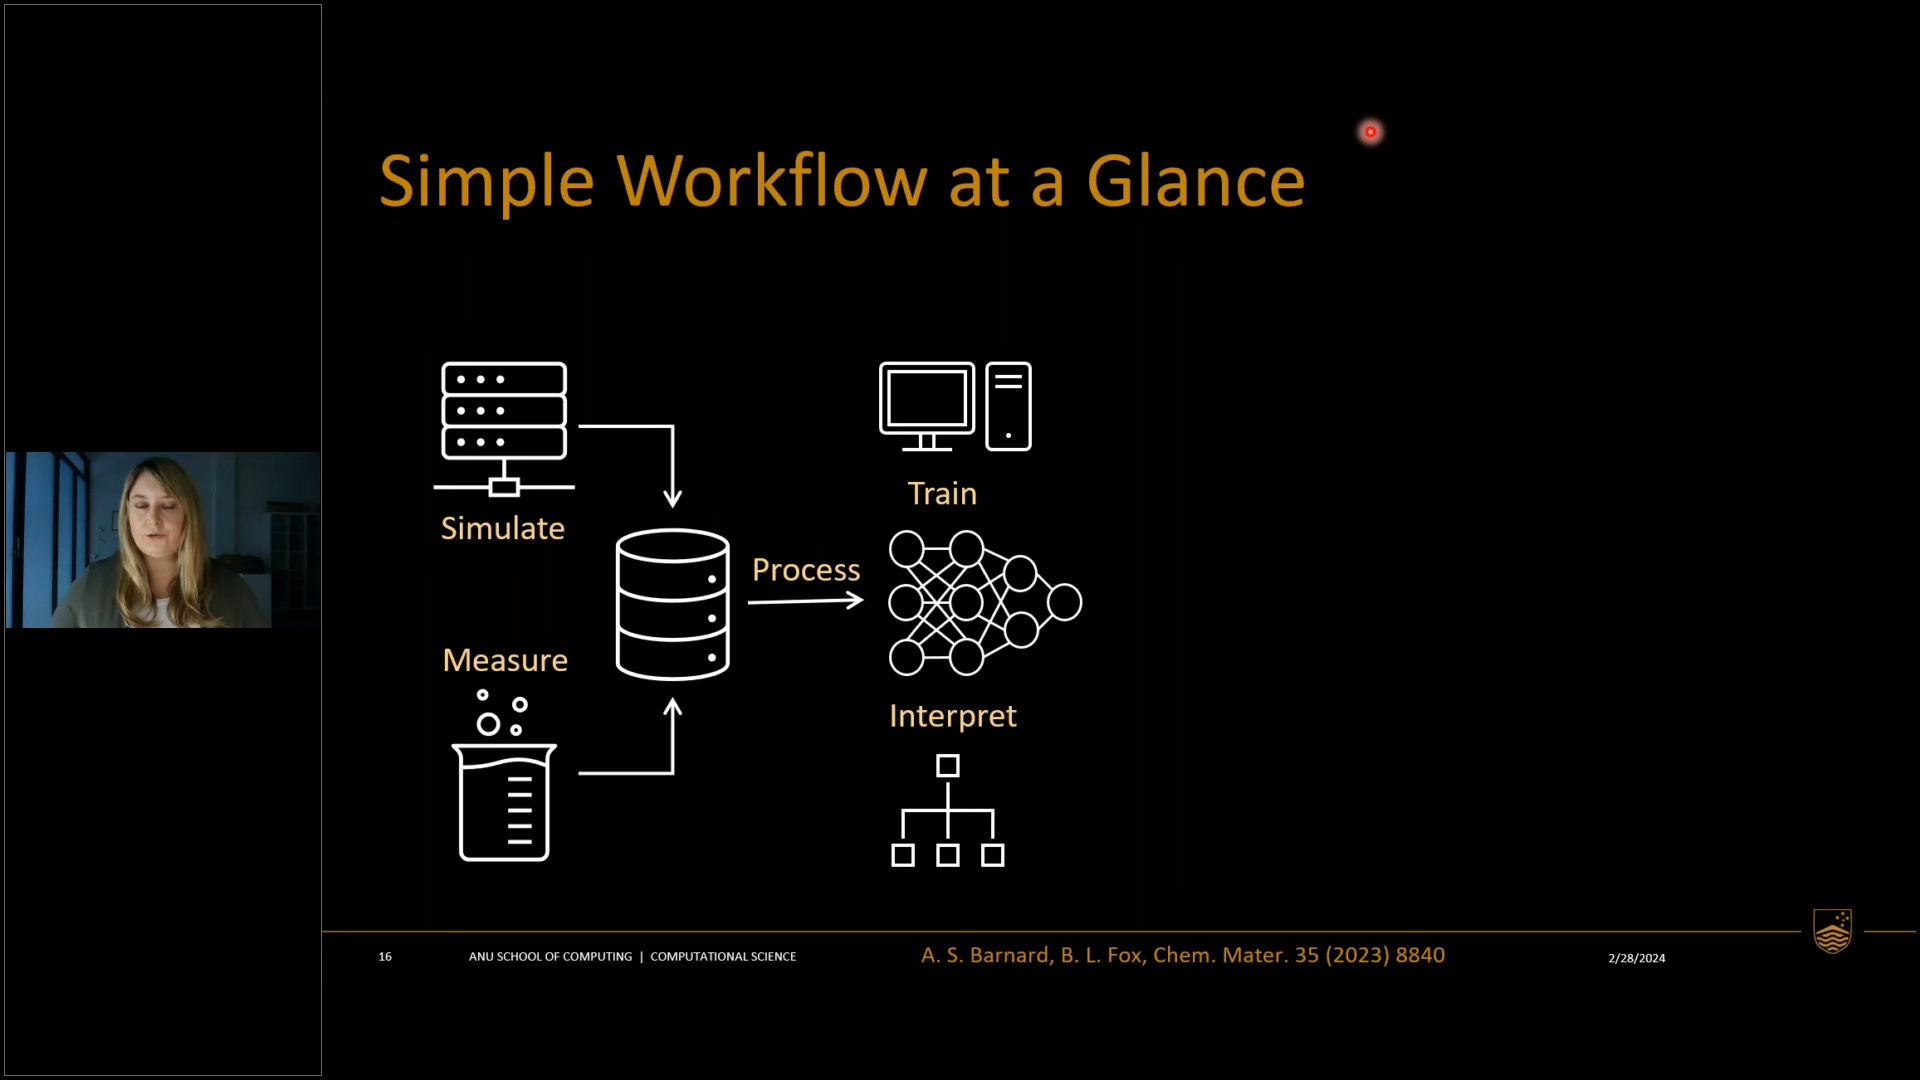 Simple Workflow at a Glance
Simulate
Measure
Process
Train
Interpret
16
ANU SCHOOL OF COMPUTING | COMPUTATIONAL SCIENCE
A. S. Barnard, B. L. Fox, Chem. Mater. 35 (2023) 8840
2/28/2024